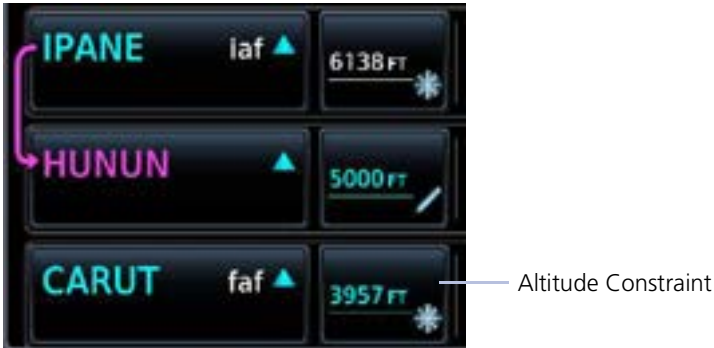 IPANE iaf 6138FT
HUNUN 5000FT
CARUT faf 3957FT
Altitude Constraint